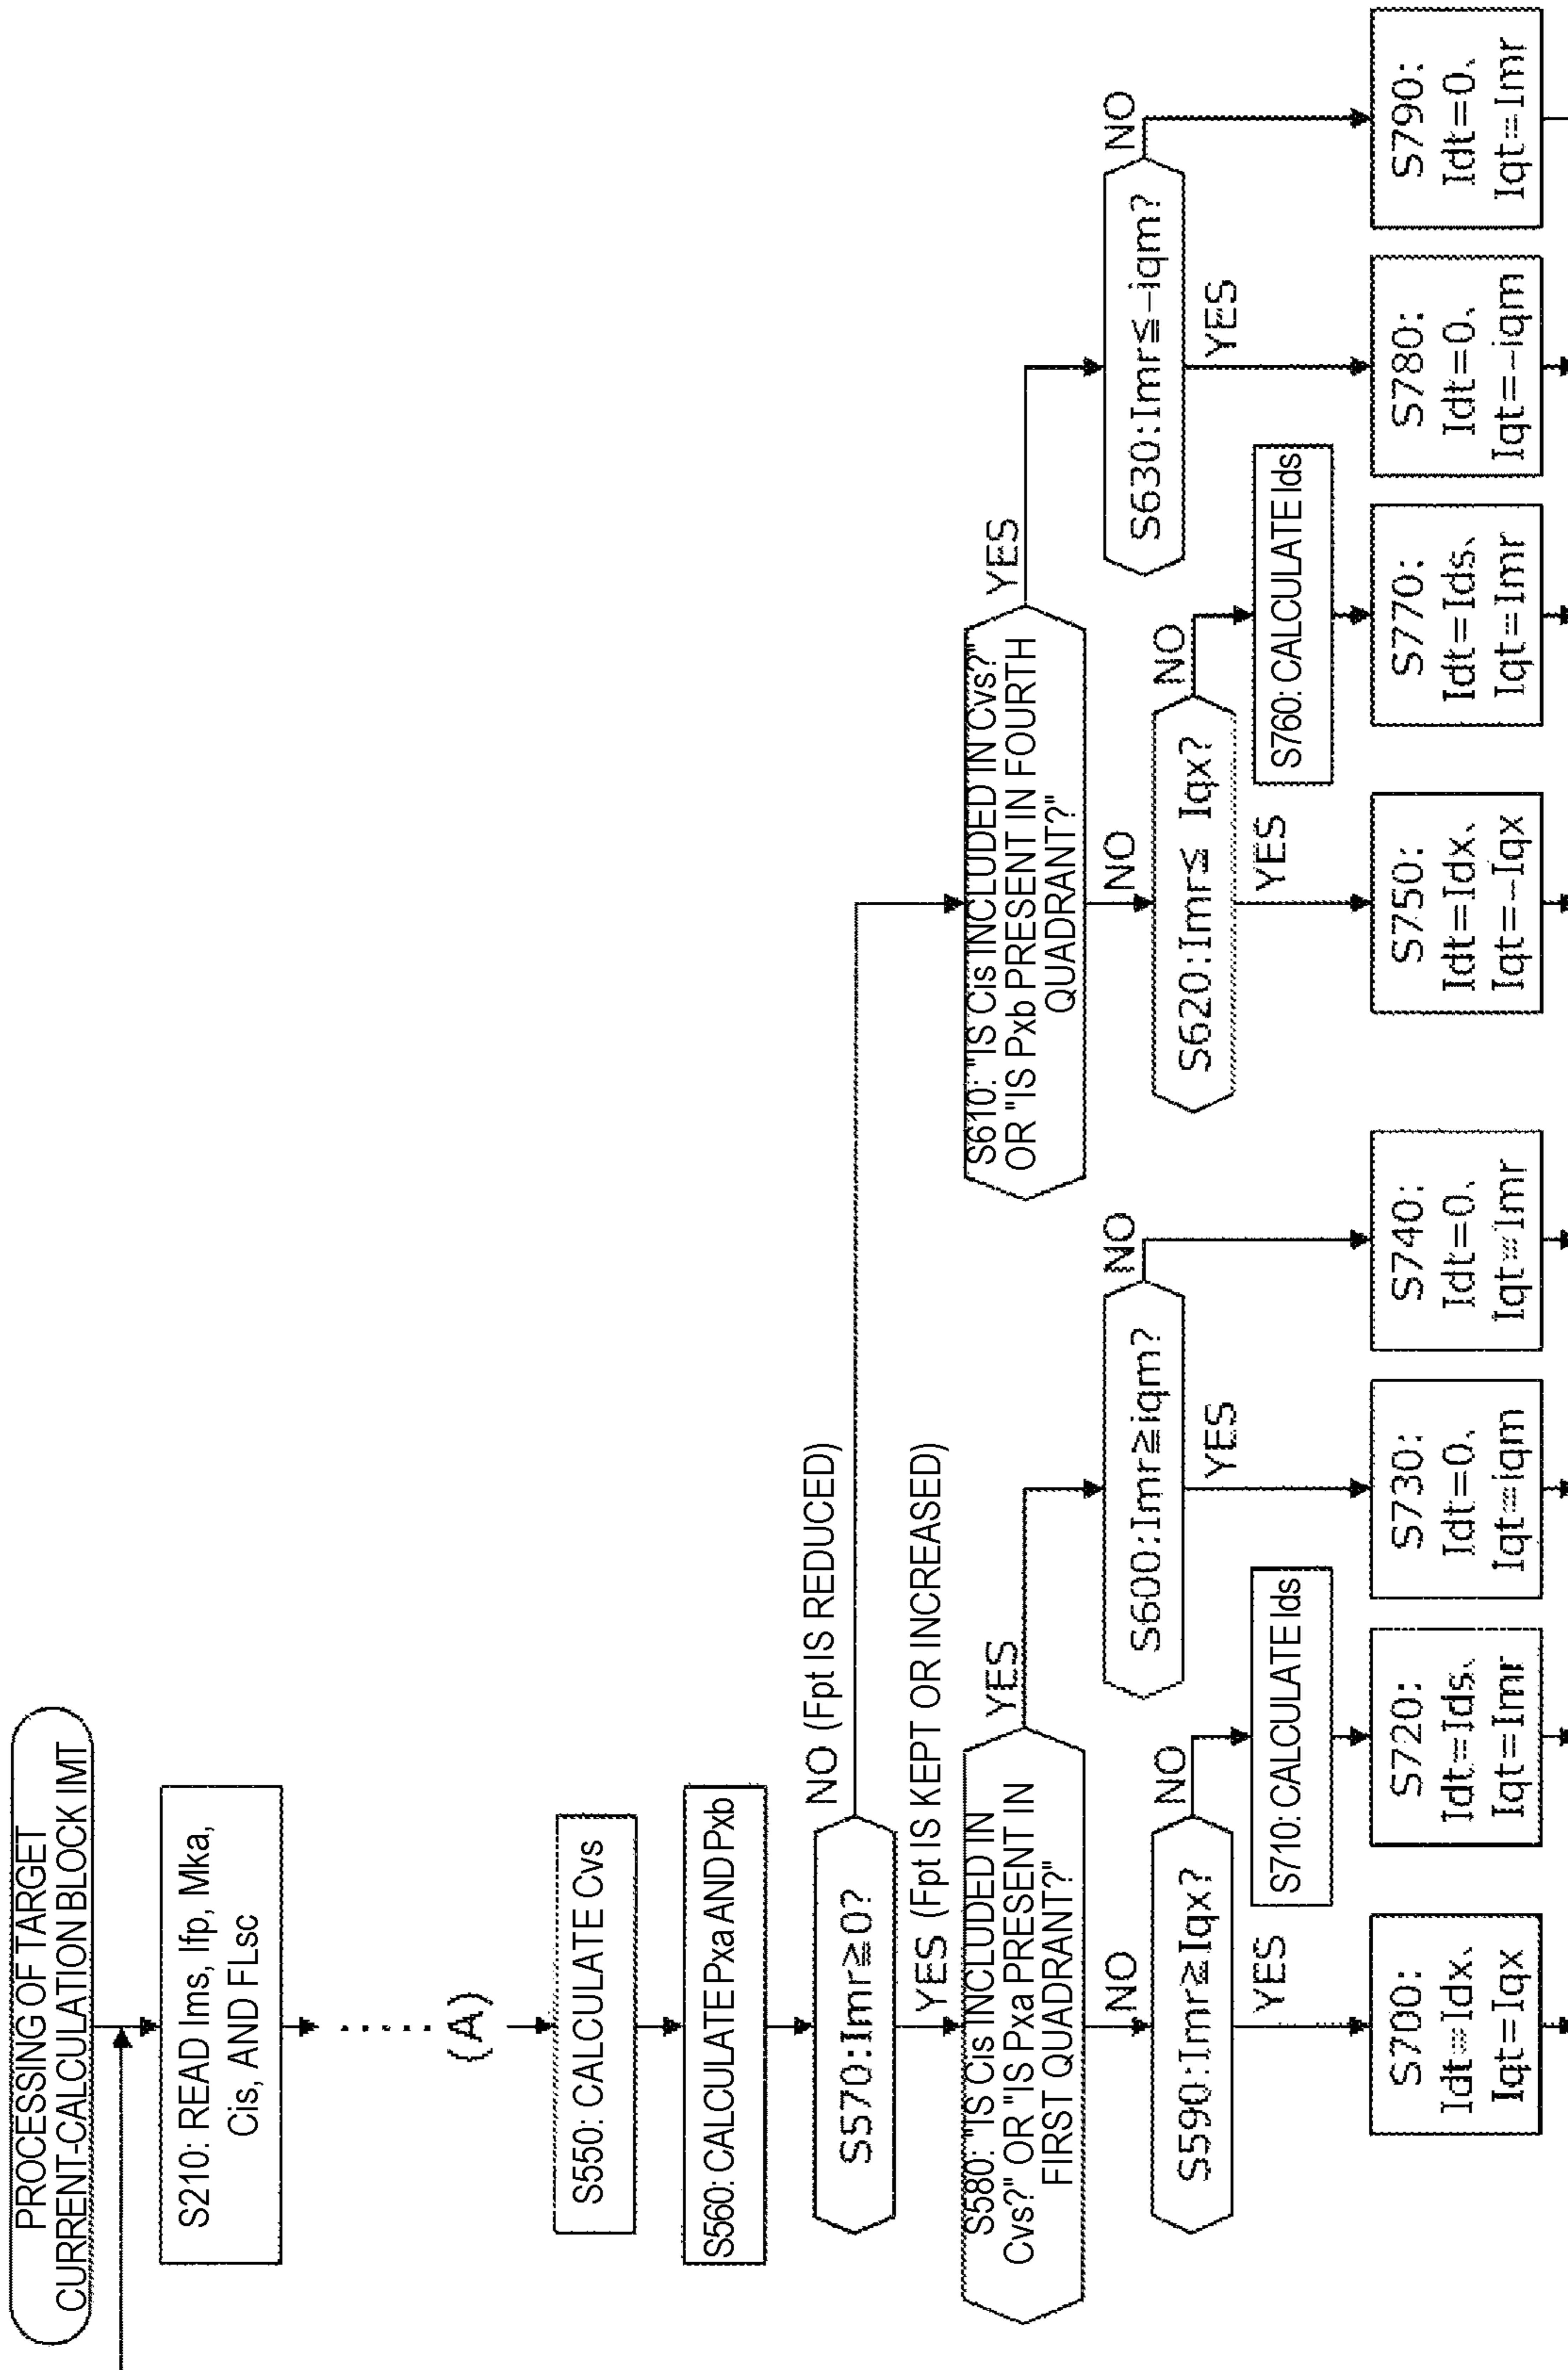 PROCESSING OF TARGET
CURRENT-CALCULATION BLOCK IMT
S210: READ Ims, Ifp, Mka,
Cis, AND FLsc
(A)
S550: CALCULATE Cvs
S560: CALCULATE Pxa AND Pxb
S570:Imr≧0?
NO (Fpt IS REDUCED)
YES (Fpt IS KEPT OR INCREASED)
S580: "IS Cis INCLUDED IN
Cvs?" OR "IS Pxa PRESENT IN
FIRST QUADRANT?"
YES
NO
S590:Imr≧Iqx?
NO
YES
S600:Imr≧iqm?
NO
YES
S610: "IS Cis INCLUDED IN Cvs?"
OR "IS Pxb PRESENT IN FOURTH
QUADRANT?"
YES
NO
S620:Imr≦ Iqx?
NO
YES
S630:Imr≦-iqm?
NO
YES
S710: CALCULATE Ids
S760: CALCULATE Ids
S700:
Idt=Idx、
Iqt=Iqx
S720:
Idt=Ids、
Iqt=Imr
S730:
Idt=0、
Iqt=iqm
S740:
Idt=0、
Iqt=Imr
S750:
Idt=Idx、
Iqt=-Iqx
S770:
Idt=Ids、
Iqt=Imr
S780:
Idt=0、
Iqt=-iqm
S790:
Idt=0、
Iqt=Imr